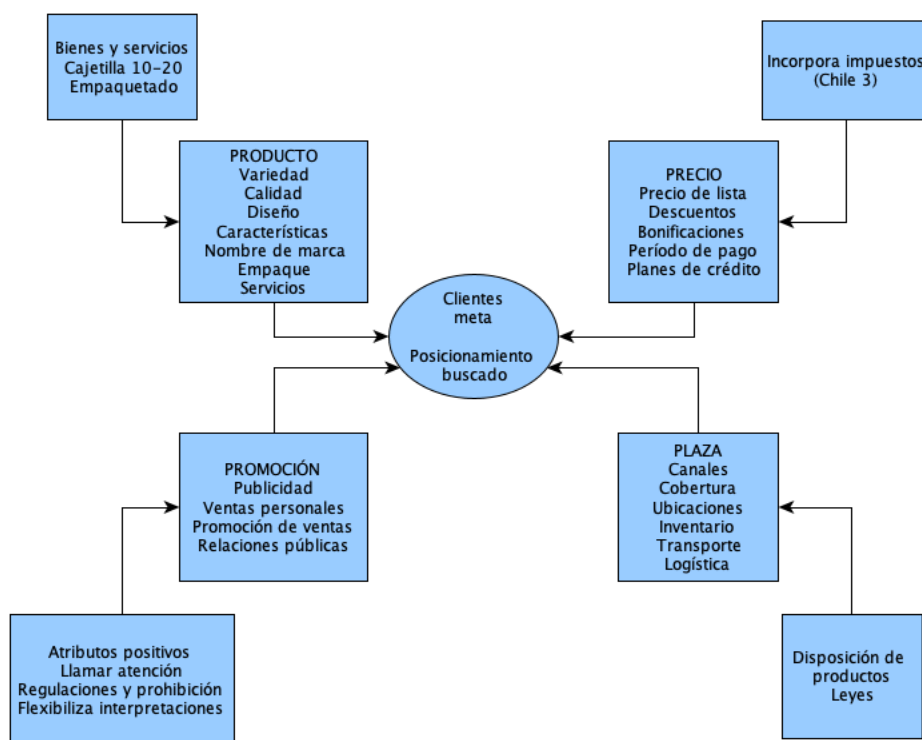 Bienes y servicios
Cajetilla 10-20
Empaquetado
Incorpora impuestos
(Chile 3)
PRODUCTO
Variedad
Calidad
Diseño
Características
Nombre de marca
Empaque
Servicios
PRECIO
Precio de lista
Descuentos
Bonificaciones
Período de pago
Planes de crédito
Clientes
meta
Posicionamiento
buscado
PROMOCIÓN
Publicidad
Ventas personales
Promoción de ventas
Relaciones públicas
PLAZA
Canales
Cobertura
Ubicaciones
Inventario
Transporte
Logística
Atributos positivos
Llamar atención
Regulaciones y prohibición
Flexibiliza interpretaciones
Disposición de
productos
Leyes